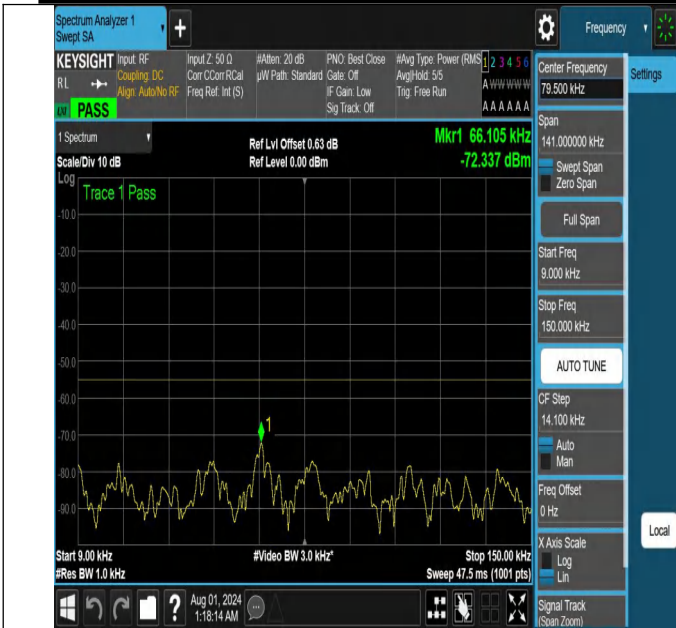 Spectrum Analyzer 1
Swept SA
+
Frequency
KEYSIGHT
RL
PASS
Input: RF
Coupling: DC
Align: Auto/No RF
Input Z: 50 Ω
Corr CCorr RCal
Freq Ref: Int (S)
#Atten: 20 dB
µW Path: Standard
PNO: Best Close
Gate: Off
IF Gain: Low
Sig Track: Off
#Avg Type: Power (RMS
Avg|Hold: 5/5
Trig: Free Run
1 2 3 4 5 6
A W W W W W
A A A A A A
1 Spectrum
Scale/Div 10 dB
Ref Lvl Offset 0.63 dB
Ref Level 0.00 dBm
Mkr1 66.105 kHz
-72.337 dBm
Log
Trace 1 Pass
-10.0
-20.0
-30.0
-40.0
-50.0
-60.0
-70.0
-80.0
-90.0
1
Start 9.00 kHz
#Res BW 1.0 kHz
#Video BW 3.0 kHz*
Stop 150.00 kHz
Sweep 47.5 ms (1001 pts)
Aug 01, 2024
1:18:14 AM
?
Center Frequency
79.500 kHz
Span
141.000000 kHz
Swept Span
Zero Span
Full Span
Start Freq
9.000 kHz
Stop Freq
150.000 kHz
AUTO TUNE
CF Step
14.100 kHz
Auto
Man
Freq Offset
0 Hz
X Axis Scale
Log
Lin
Signal Track
(Span Zoom)
Settings
Local